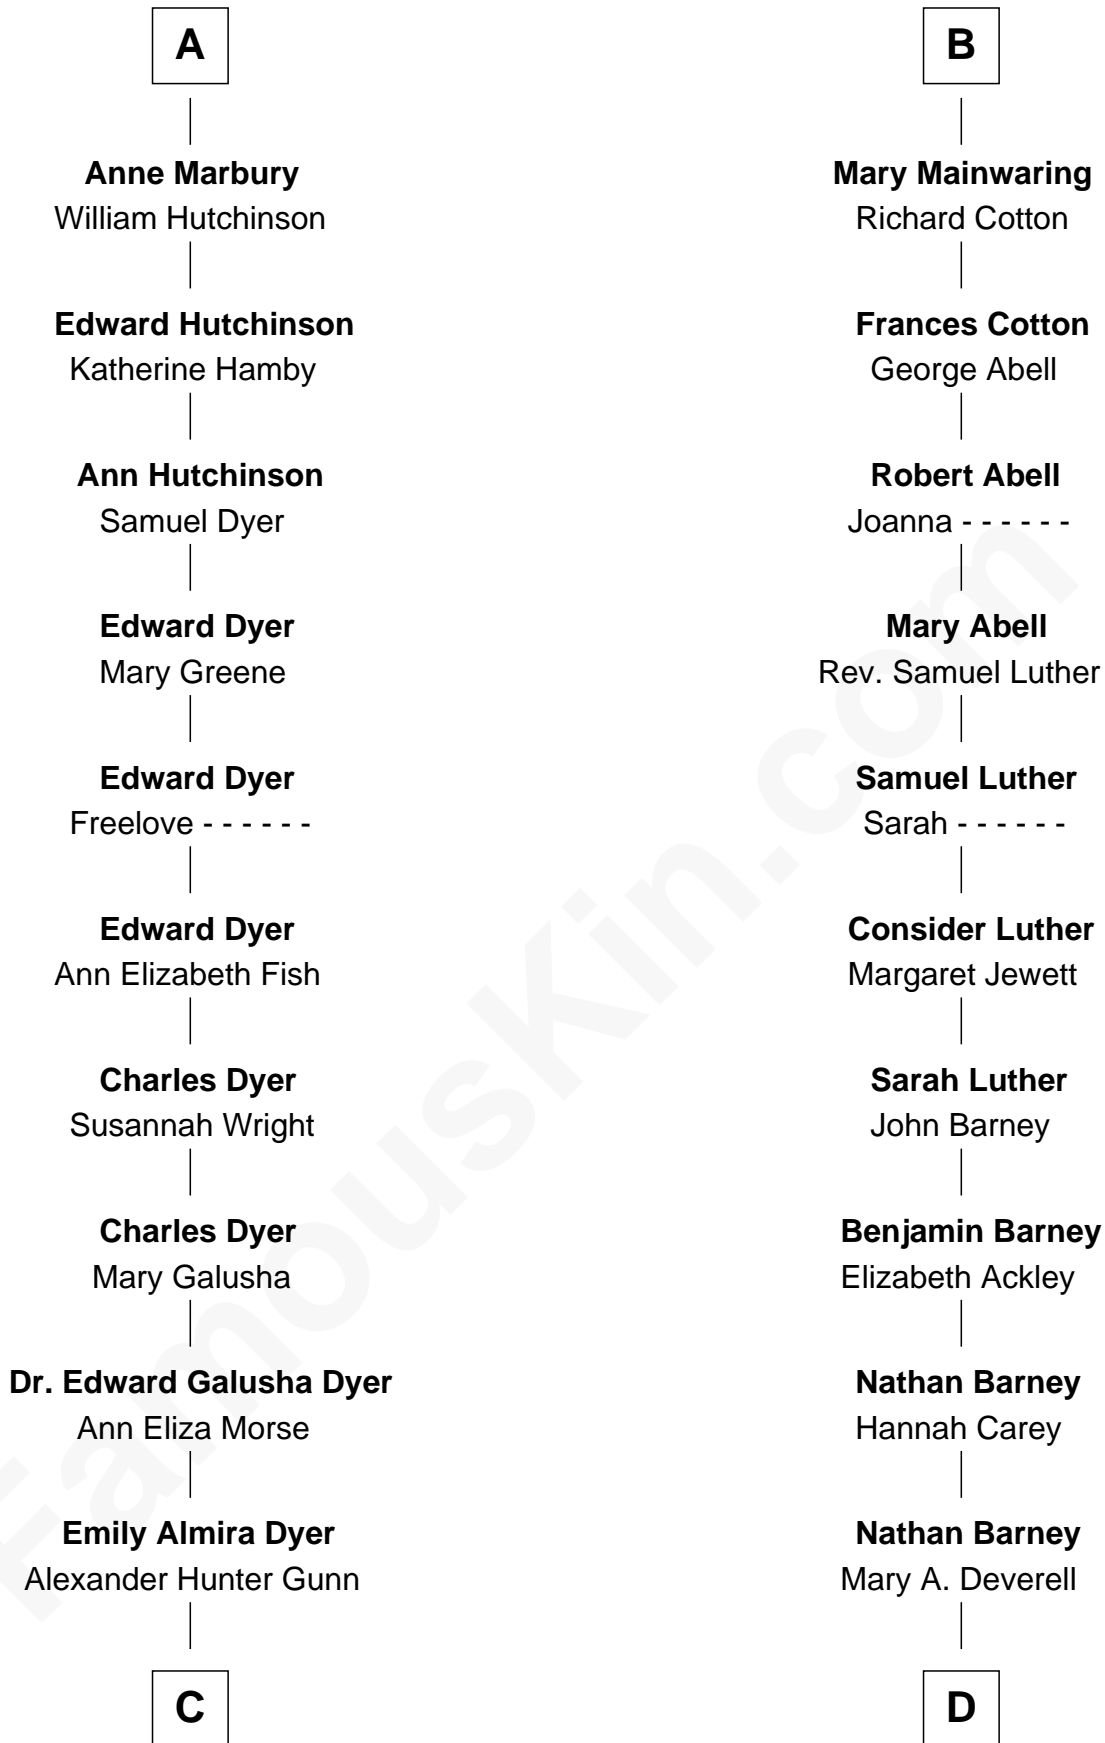 A
Anne Marbury
William Hutchinson
Edward Hutchinson
Katherine Hamby
Ann Hutchinson
Samuel Dyer
Edward Dyer
Mary Greene
Edward Dyer
Freelove - - - - - -
Edward Dyer
Ann Elizabeth Fish
Charles Dyer
Susannah Wright
Charles Dyer
Mary Galusha
Dr. Edward Galusha Dyer
Ann Eliza Morse
Emily Almira Dyer
Alexander Hunter Gunn
C
B
Mary Mainwaring
Richard Cotton
Frances Cotton
George Abell
Robert Abell
Joanna - - - - - -
Mary Abell
Rev. Samuel Luther
Samuel Luther
Sarah - - - - - -
Consider Luther
Margaret Jewett
Sarah Luther
John Barney
Benjamin Barney
Elizabeth Ackley
Nathan Barney
Hannah Carey
Nathan Barney
Mary A. Deverell
D
FamousKin.com